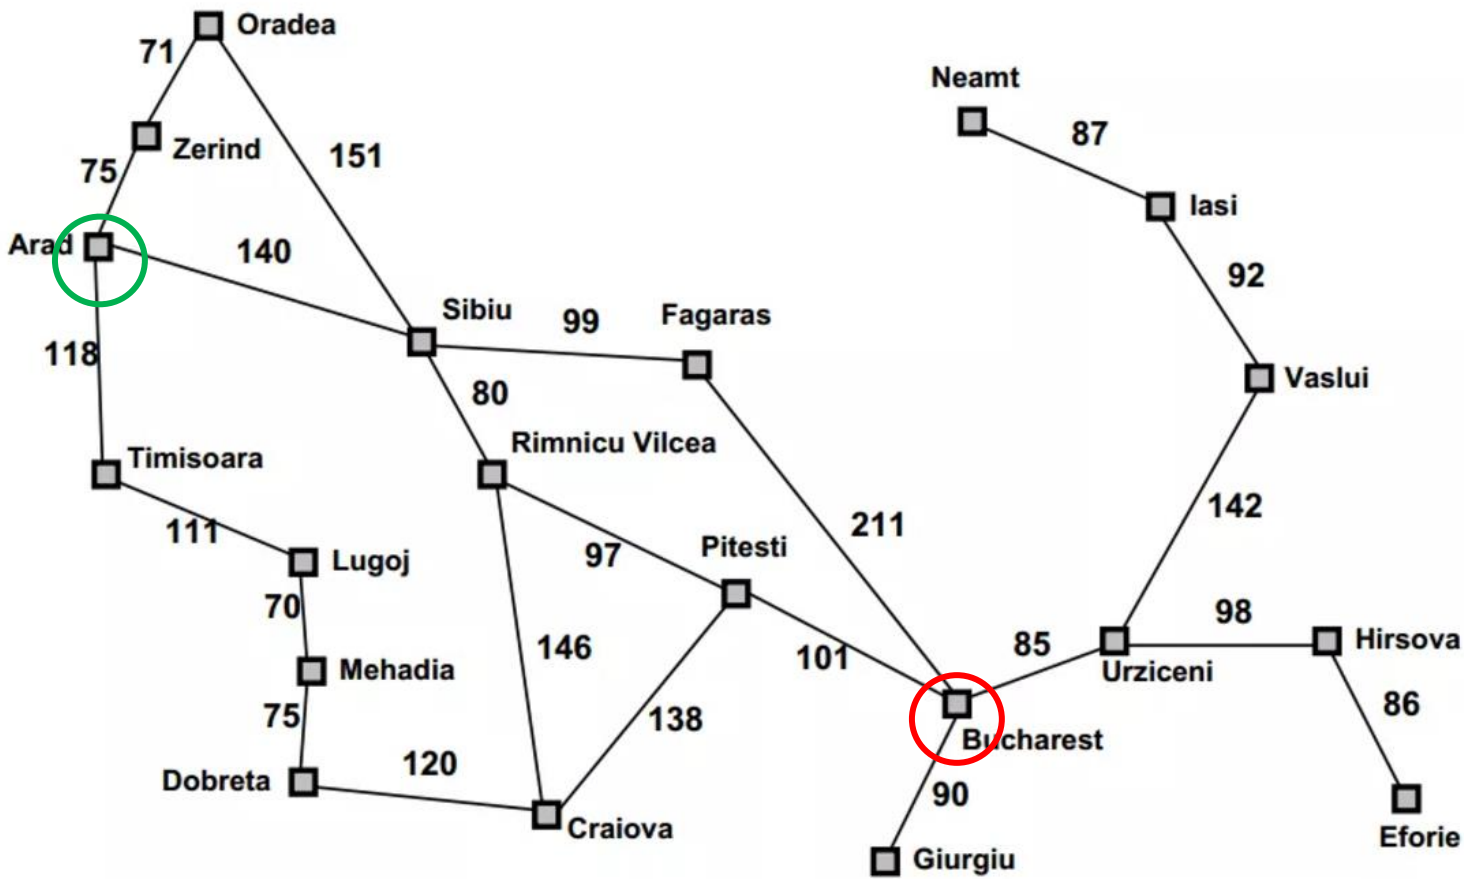 Oradea
71
Neamt
87
Zerind
151
75
Iasi
Arad
140
92
Sibiu
99
Fagaras
118
80
Vaslui
Rimnicu Vilcea
Timisoara
142
211
111
97
Pitesti
Lugoj
70
98
Hirsova
146
85
101
Mehadia
Urziceni
86
75
138
Bucharest
Dobreta
120
90
Craiova
Eforie
Giurgiu